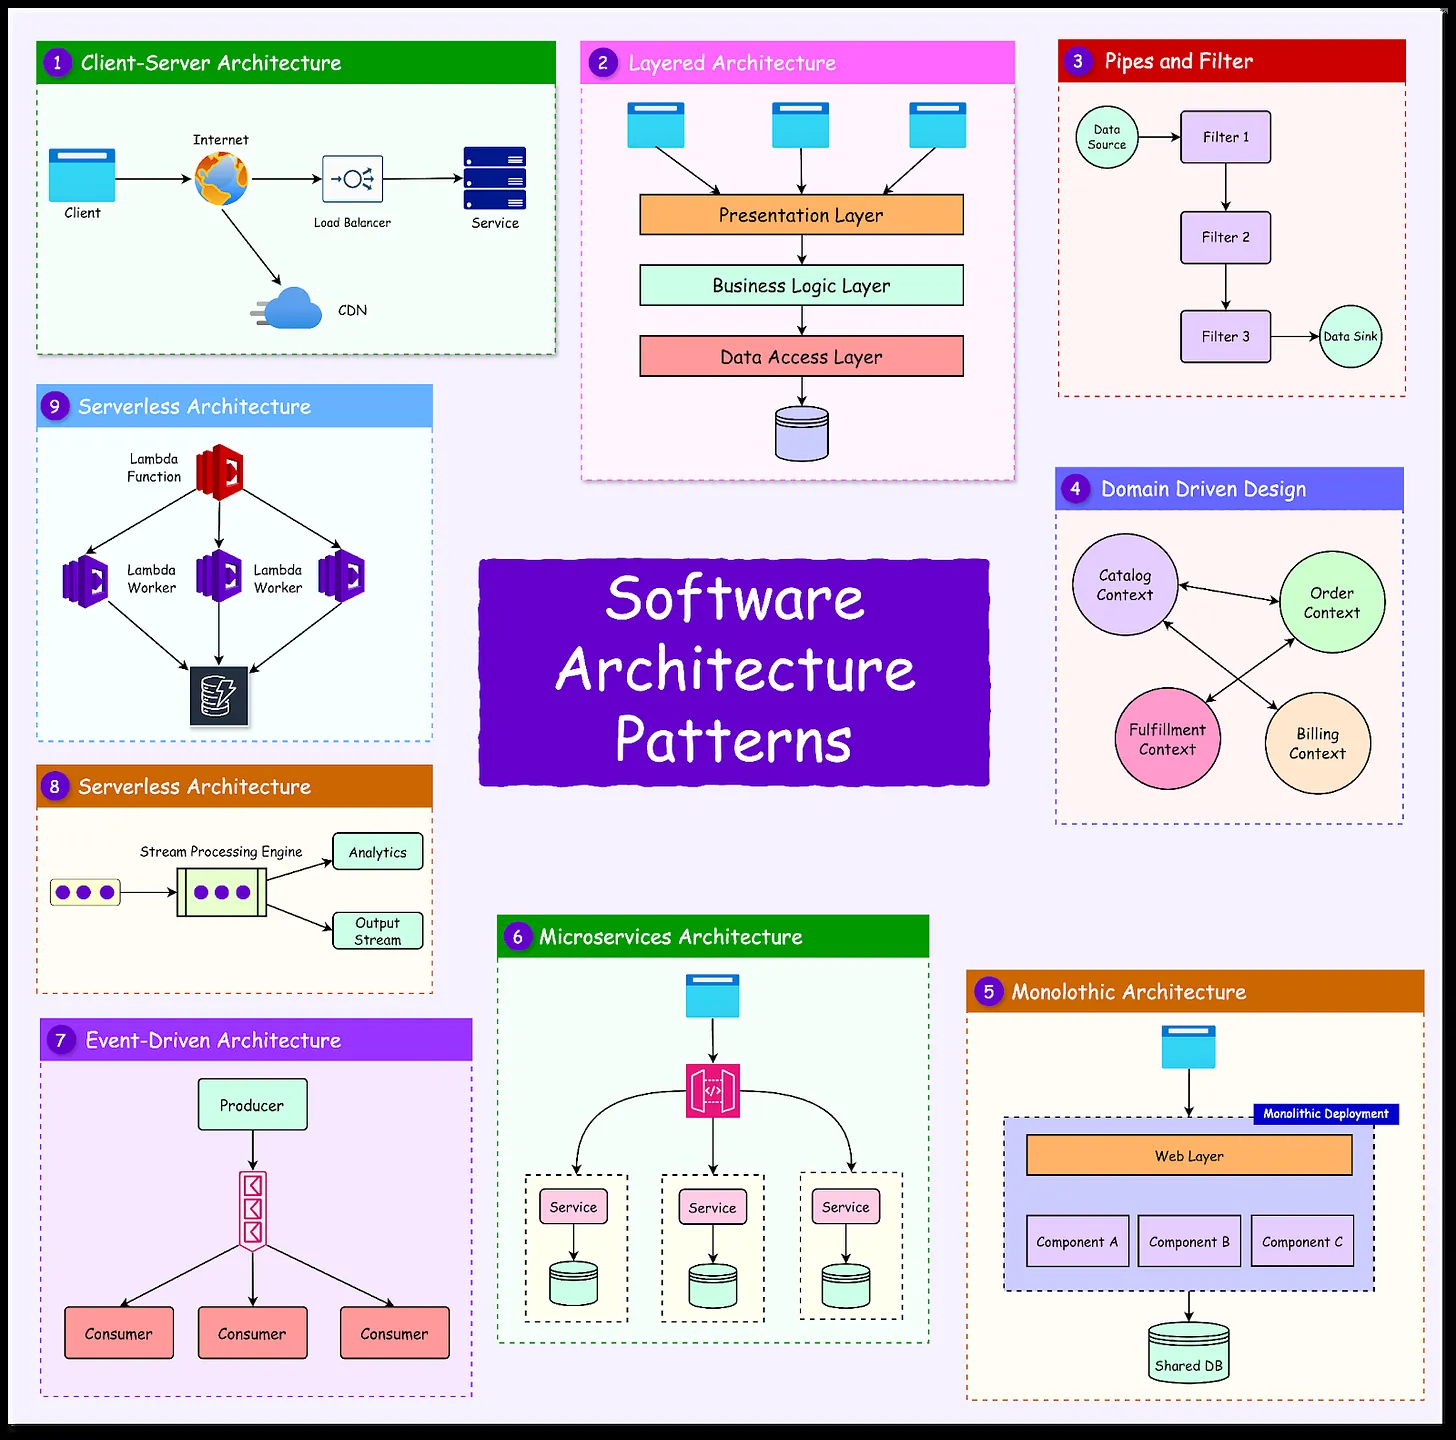 1 Client-Server Architecture
Internet
Client
Load Balancer
Service
CDN
2 Layered Architecture
Presentation Layer
Business Logic Layer
Data Access Layer
3 Pipes and Filter
Data
Source
Filter 1
Filter 2
Filter 3
Data Sink
9 Serverless Architecture
Lambda
Function
Lambda
Worker
Lambda
Worker
Software
Architecture
Patterns
4 Domain Driven Design
Catalog
Context
Order
Context
Fulfillment
Context
Billing
Context
8 Serverless Architecture
Stream Processing Engine
Analytics
Output
Stream
7 Event-Driven Architecture
Producer
Consumer
Consumer
Consumer
6 Microservices Architecture
</>
Service
Service
Service
5 Monolothic Architecture
Monolithic Deployment
Web Layer
Component A
Component B
Component C
Shared DB